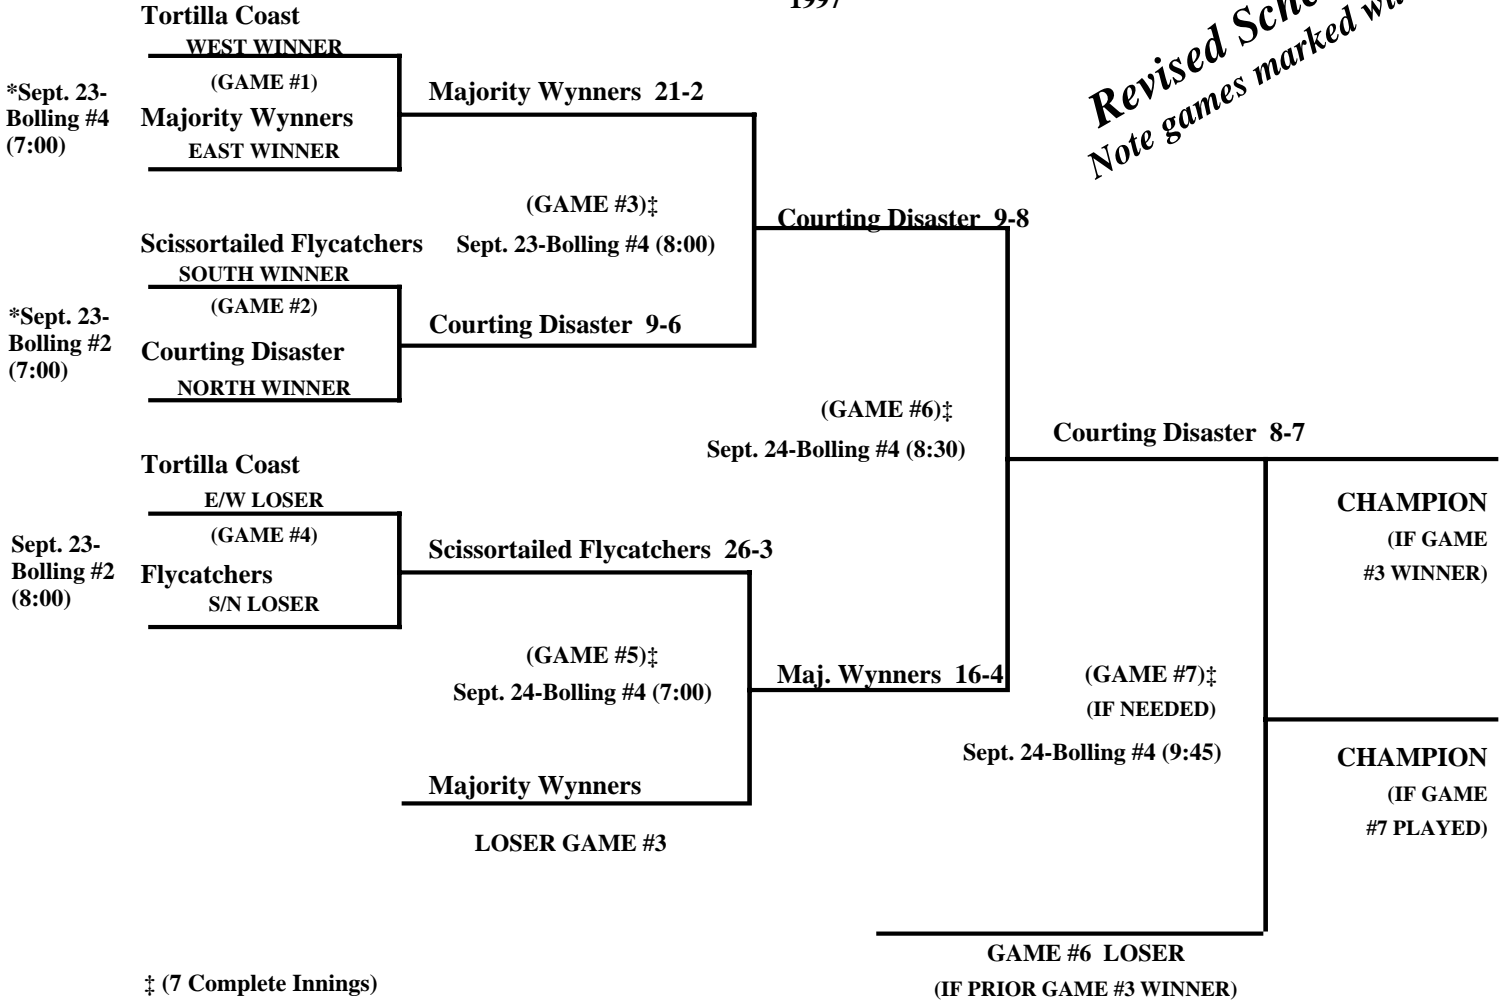 1997
Tortilla Coast
WEST WINNER
(GAME #1)
*Sept. 23-
Bolling #4
(7:00)
Majority Wynners
EAST WINNER
Majority Wynners 21-2
Revised
Note games marked
(GAME #3)‡
Sept. 23-Bolling #4 (8:00)
Courting Disaster 9-8
Scissortailed Flycatchers
SOUTH WINNER
(GAME #2)
*Sept. 23-
Bolling #2
(7:00)
Courting Disaster
NORTH WINNER
Courting Disaster 9-6
(GAME #6)‡
Sept. 24-Bolling #4 (8:30)
Courting Disaster 8-7
CHAMPION
(IF GAME
#3 WINNER)
Tortilla Coast
E/W LOSER
(GAME #4)
Sept. 23-
Bolling #2
(8:00)
Flycatchers
S/N LOSER
Scissortailed Flycatchers 26-3
(GAME #5)‡
Sept. 24-Bolling #4 (7:00)
Maj. Wynners 16-4
(GAME #7)‡
(IF NEEDED)
Sept. 24-Bolling #4 (9:45)
CHAMPION
(IF GAME
#7 PLAYED)
Majority Wynners
LOSER GAME #3
GAME #6 LOSER
(IF PRIOR GAME #3 WINNER)
‡ (7 Complete Innings)